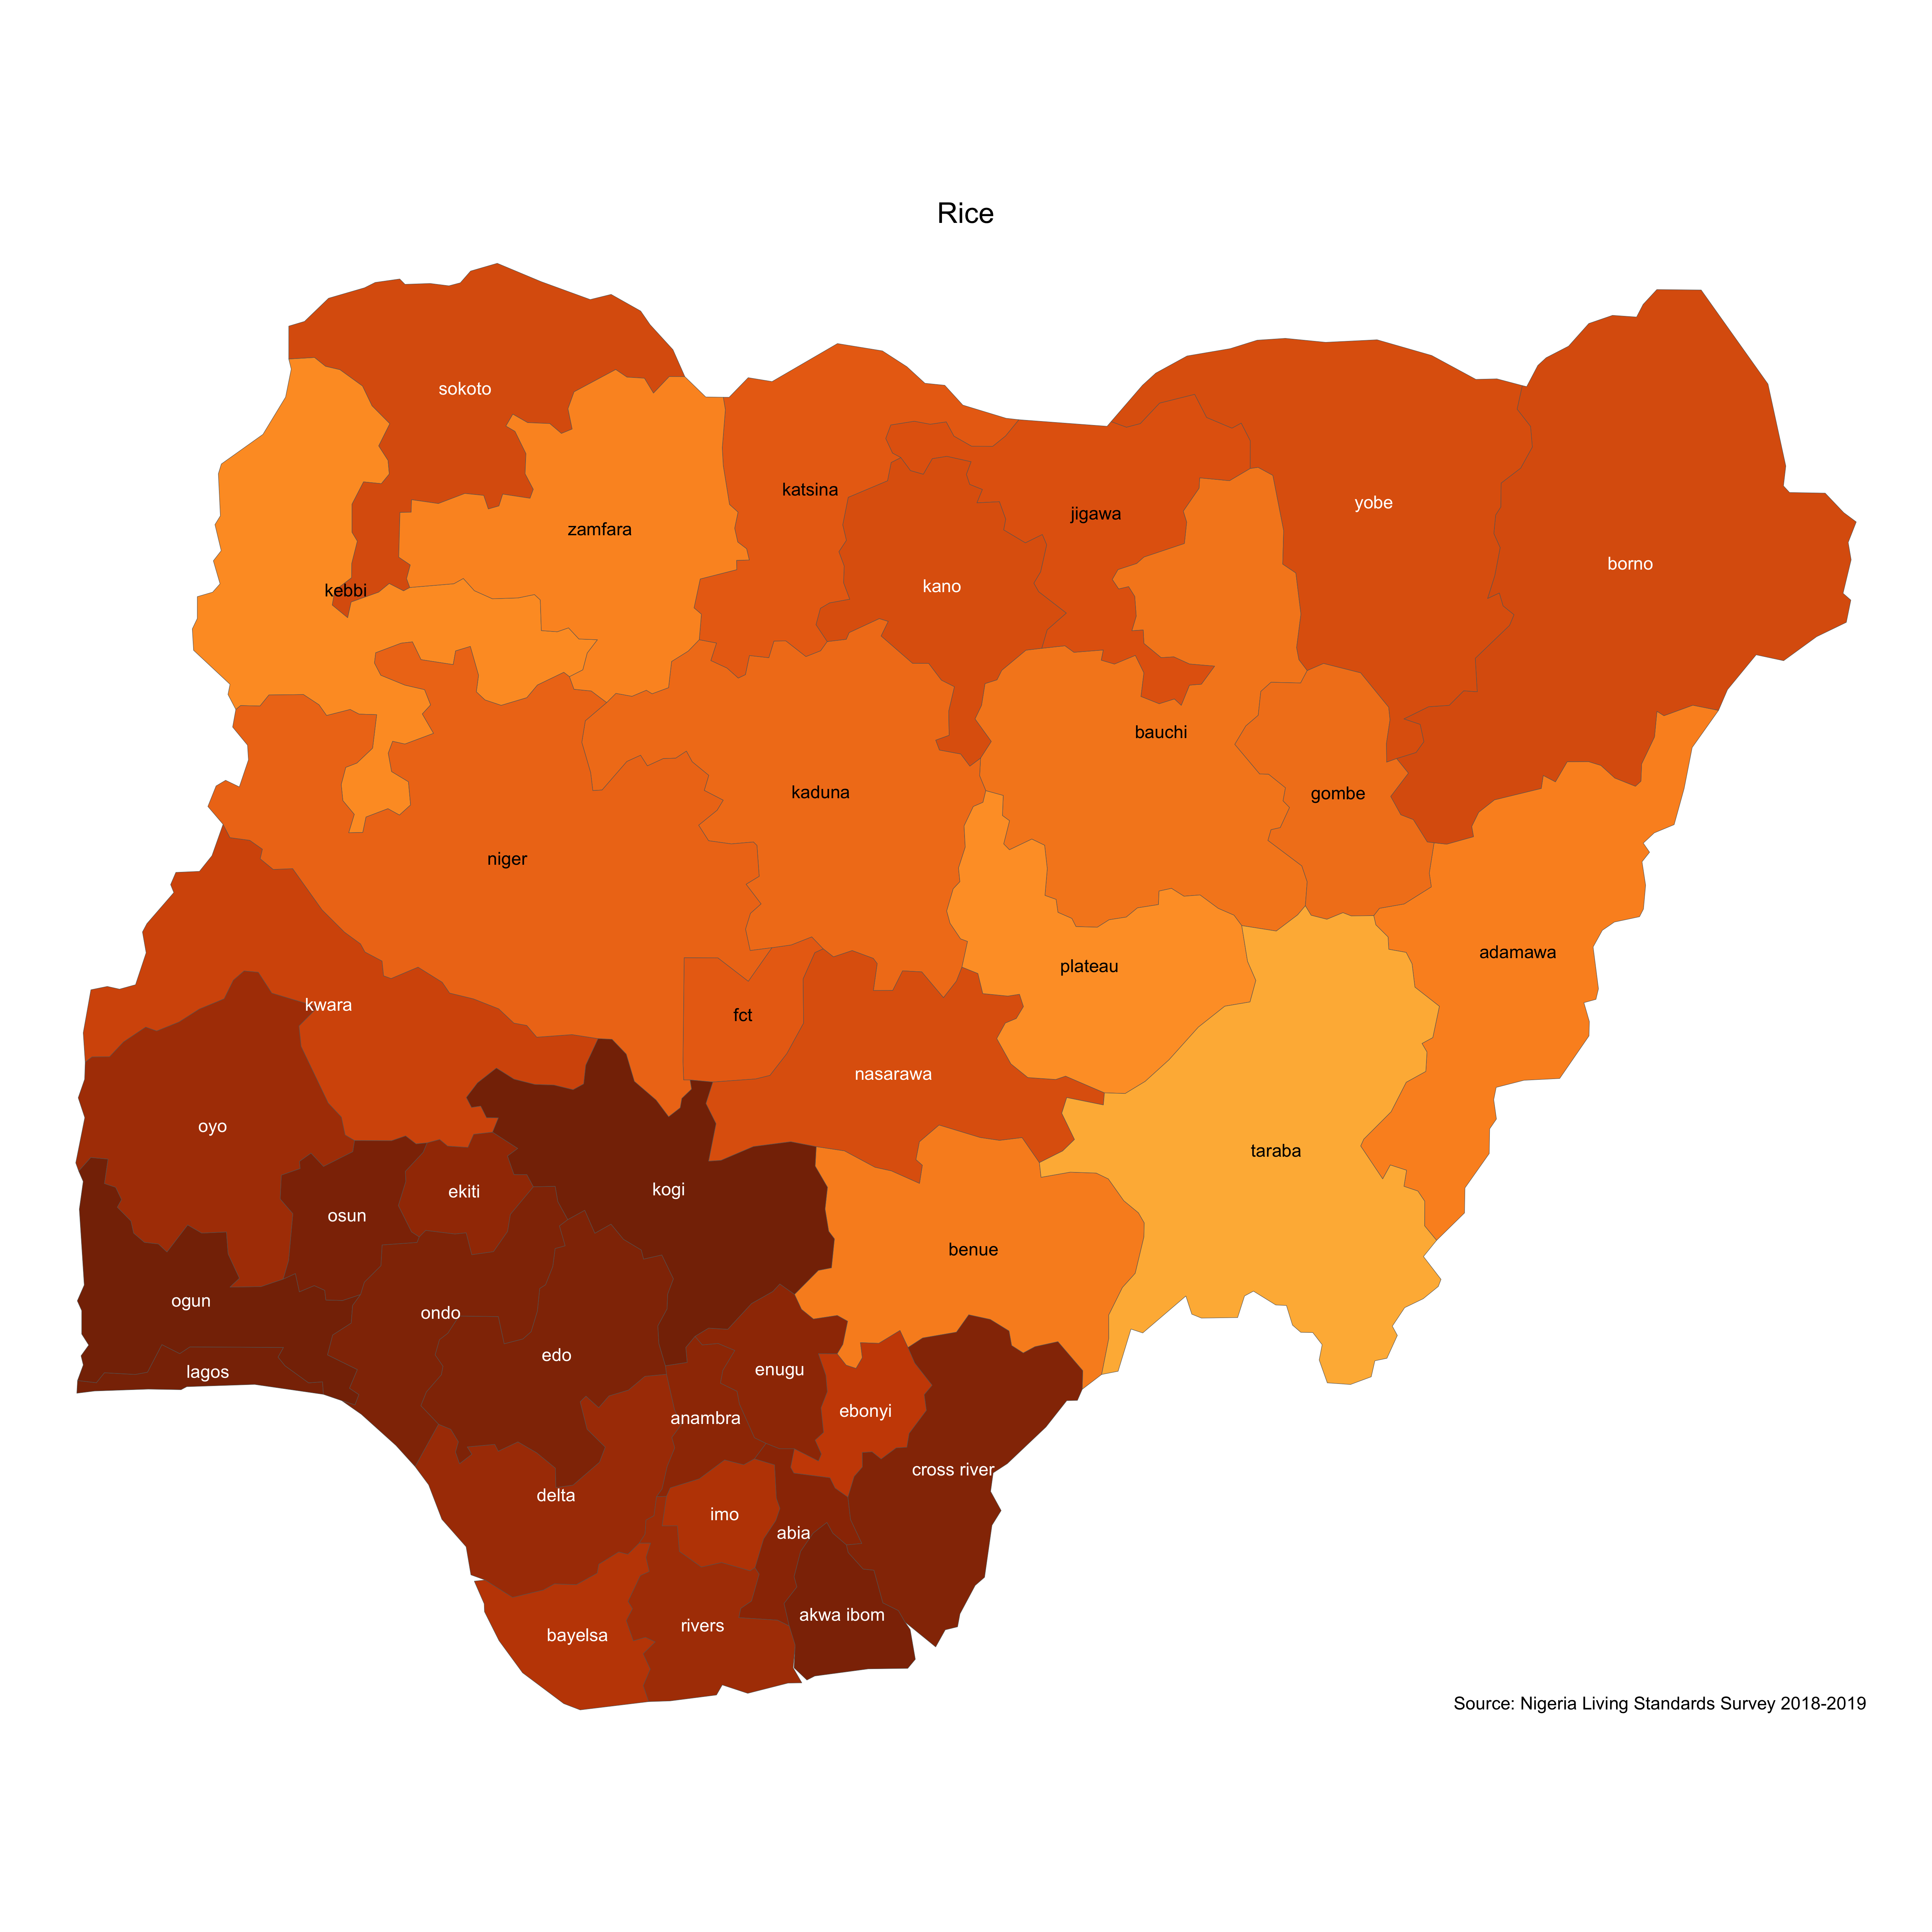 Rice
sokoto
katsina
zamfara
jigawa
yobe
borno
kebbi
kano
bauchi
kaduna
gombe
niger
adamawa
plateau
kwara
fct
nasarawa
oyo
taraba
kogi
ekiti
osun
benue
ogun
ondo
edo
enugu
lagos
anambra
ebonyi
cross river
delta
imo
abia
akwa ibom
rivers
bayelsa
Source: Nigeria Living Standards Survey 2018-2019